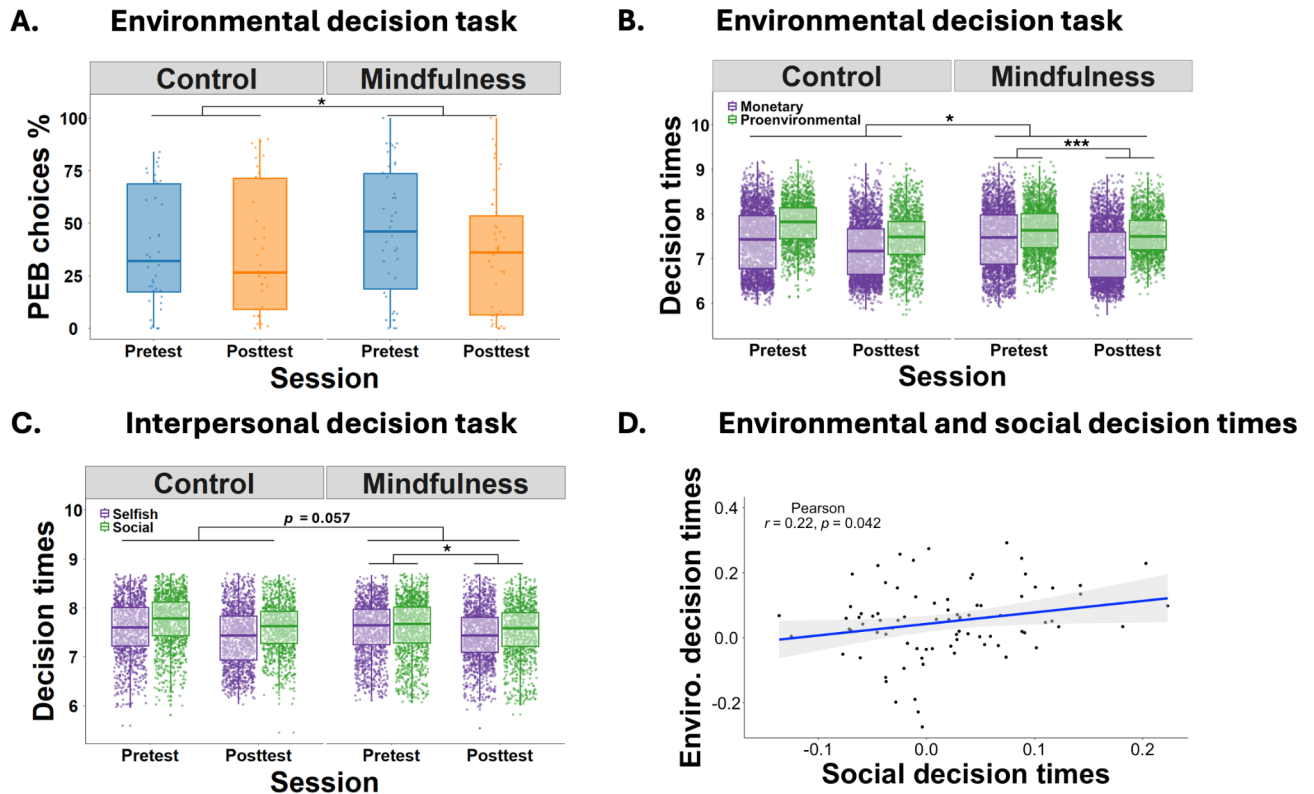 A. Environmental decision task
Control Mindfulness
*
PEB choices %
100
75
50
25
0
Pretest Posttest Pretest Posttest
Session
B. Environmental decision task
Control Mindfulness
Monetary
Proenvironmental
*
***
Decision times
10
9
8
7
6
Pretest Posttest Pretest Posttest
Session
C. Interpersonal decision task
Control Mindfulness
Selfish
Social
p = 0.057
*
Decision times
10
9
8
7
6
Pretest Posttest Pretest Posttest
Session
D. Environmental and social decision times
Pearson
r = 0.22, p = 0.042
Enviro. decision times
0.4
0.2
0.0
-0.2
-0.1 0.0 0.1 0.2
Social decision times